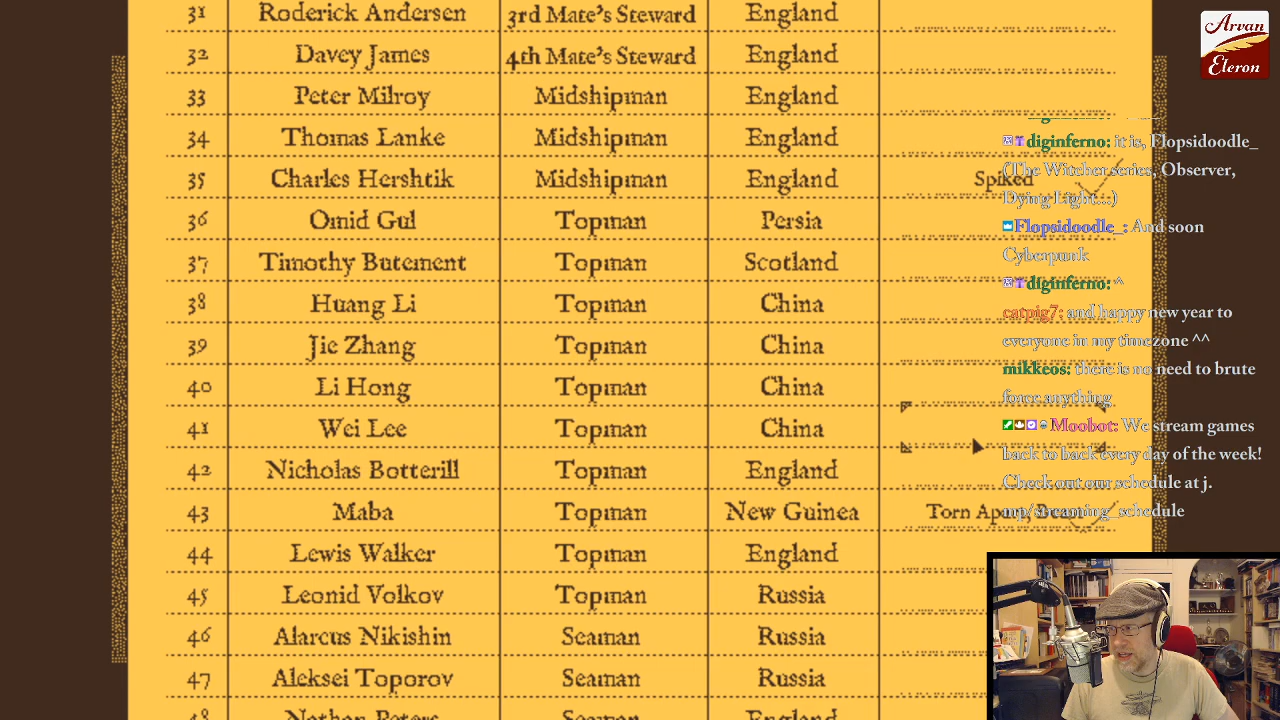 31 Roderick Andersen 3rd Mate's Steward England
32 Davey James 4th Mate's Steward England
33 Peter Milroy Midshipman England
34 Thomas Lanke Midshipman England
35 Charles Hershtik Midshipman England Spiked
36 Omid Gul Topman Persia
37 Timothy Butement Topman Scotland
38 Huang Li Topman China
39 Jie Zhang Topman China
40 Li Hong Topman China
41 Wei Lee Topman China
42 Nicholas Botterill Topman England
43 Maba Topman New Guinea Torn
44 Lewis Walker Topman England
45 Leonid Volkov Topman Russia
46 Alarcus Nikishin Seaman Russia
47 Aleksei Toporov Seaman Russia
48 Nathan Peters Seaman England
Arvan
Eleron
diginferno: it is, Flopsidoodle_
(The Witcher series, Observer,
Dying Light...)
Flopsidoodle_: And soon
Cyberpunk
diginferno: ^
catpig7: and happy new year to
everyone in my timezone ^^
mikkeos: there is no need to brute
force anything
Moobot: We stream games
back to back every day of the week!
Check out our schedule at j.
mp/streaming_schedule